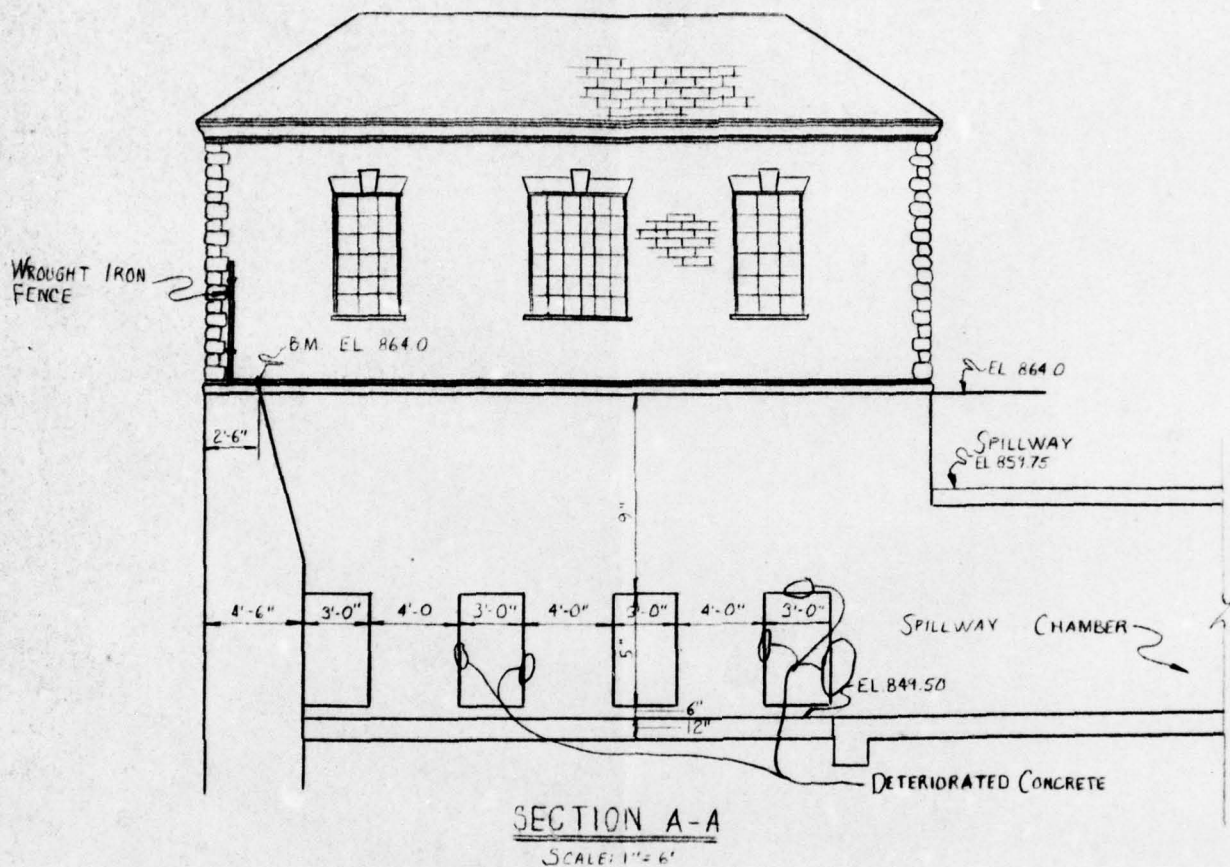 WROUGHT IRON
FENCE
B.M. EL 864.0
EL 864.0
2'-6"
SPILLWAY
EL 859.75
9"
4'-6"
3'-0"
4'-0
3'-0"
4'-0"
3'-0"
4'-0"
3'-0"
5"
SPILLWAY CHAMBER
EL.849.50
6"
12"
DETERIORATED CONCRETE
SECTION A-A
SCALE: 1"= 6'